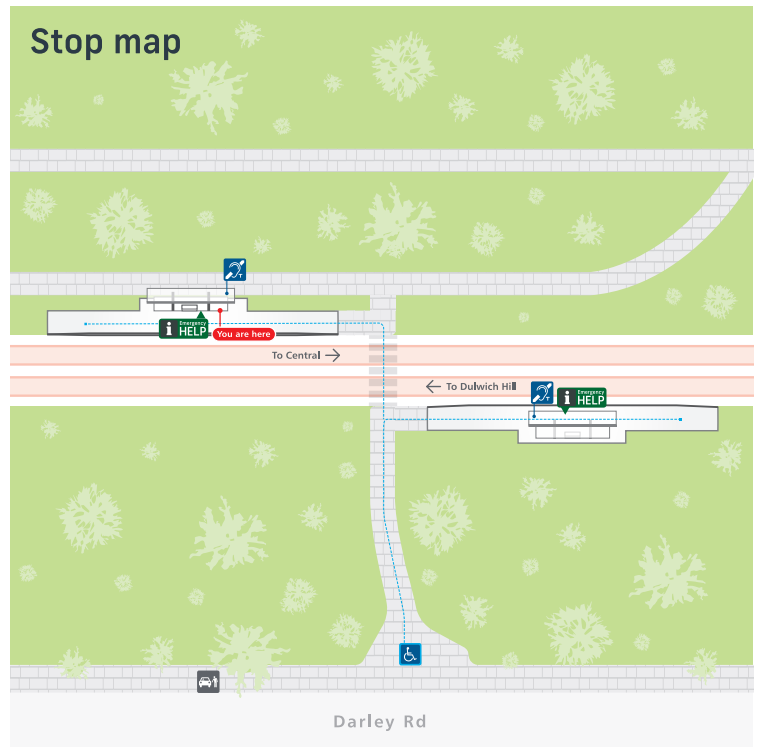 Stop map
T
i
Emergency
HELP
You are here
To Central →
← To Dulwich Hill
T
i
Emergency
HELP
Darley Rd